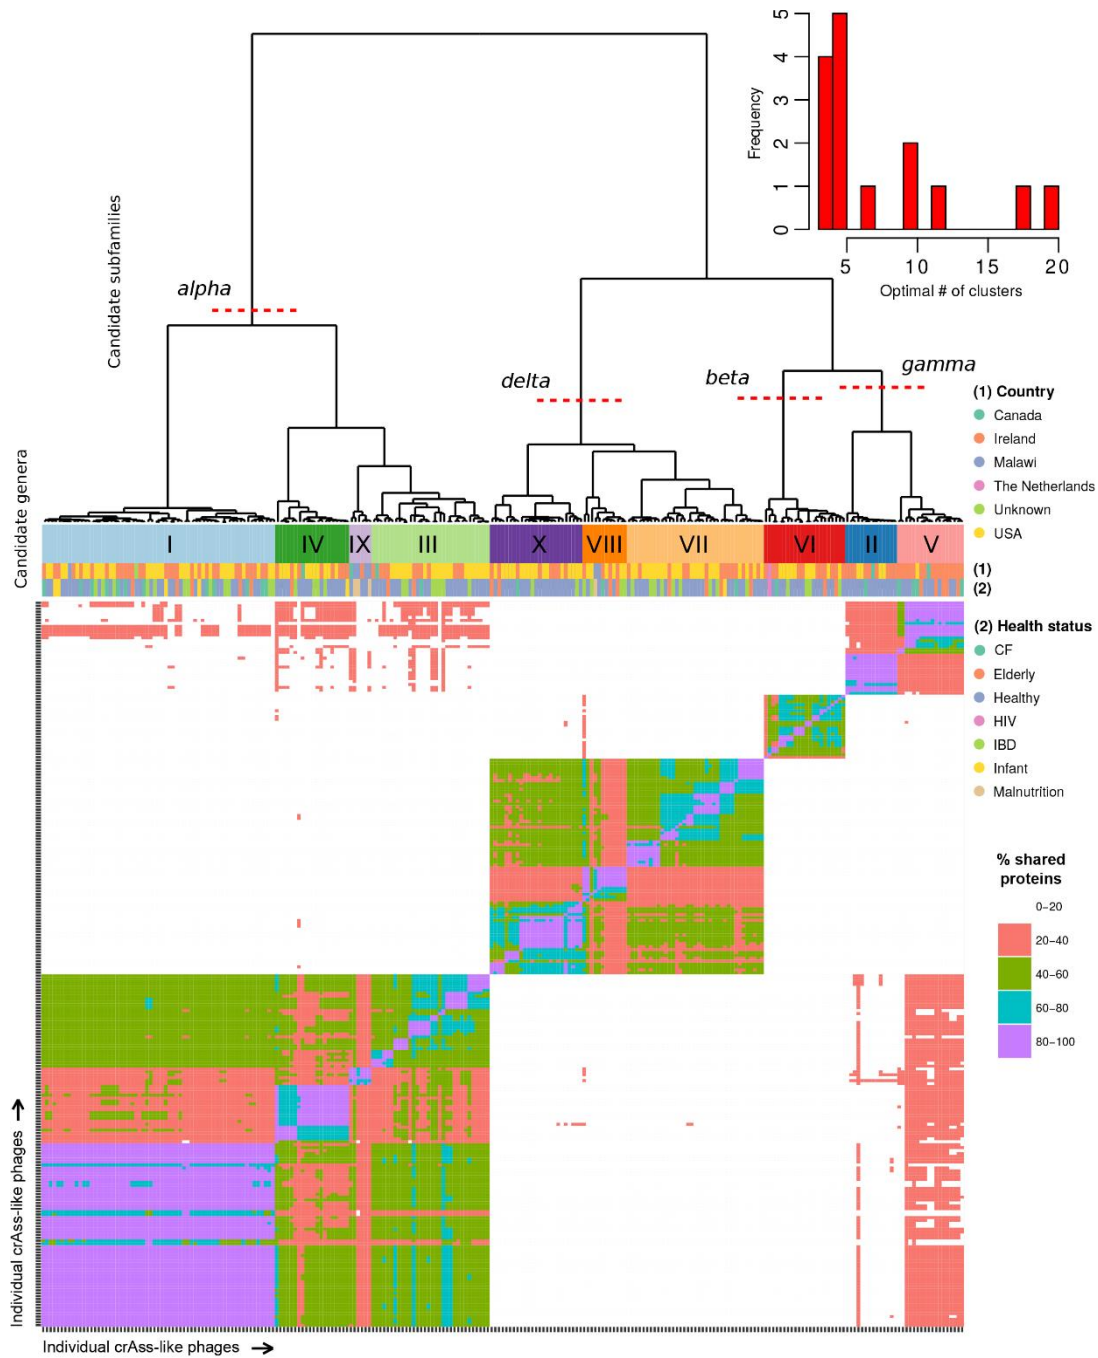 Frequency
5
4
3
2
1
0
5 10 15 20
Optimal # of clusters
Candidate subfamilies
alpha
delta
beta
gamma
Candidate genera
I IV IX III X VIII VII VI II V
(1)
(2)
(1) Country
Canada
Ireland
Malawi
The Netherlands
Unknown
USA
(2) Health status
CF
Elderly
Healthy
HIV
IBD
Infant
Malnutrition
% shared
proteins
0-20
20-40
40-60
60-80
80-100
Individual crAss-like phages →
Individual crAss-like phages →